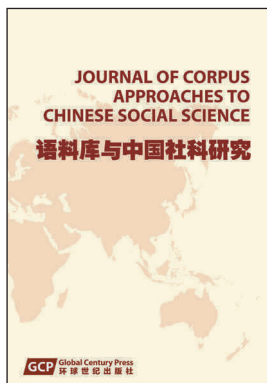 JOURNAL OF CORPUS
APPROACHES TO
CHINESE SOCIAL SCIENCE
语料库与中国社科研究
GCP Global Century Press
环球世纪出版社